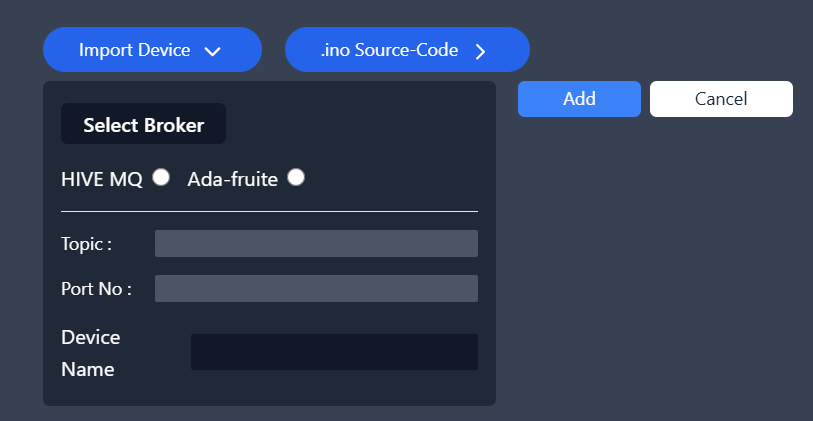 Import Device
.ino Source-Code
Add
Cancel
Select Broker
HIVE MQ
Ada-fruite
Topic :
Port No :
Device
Name